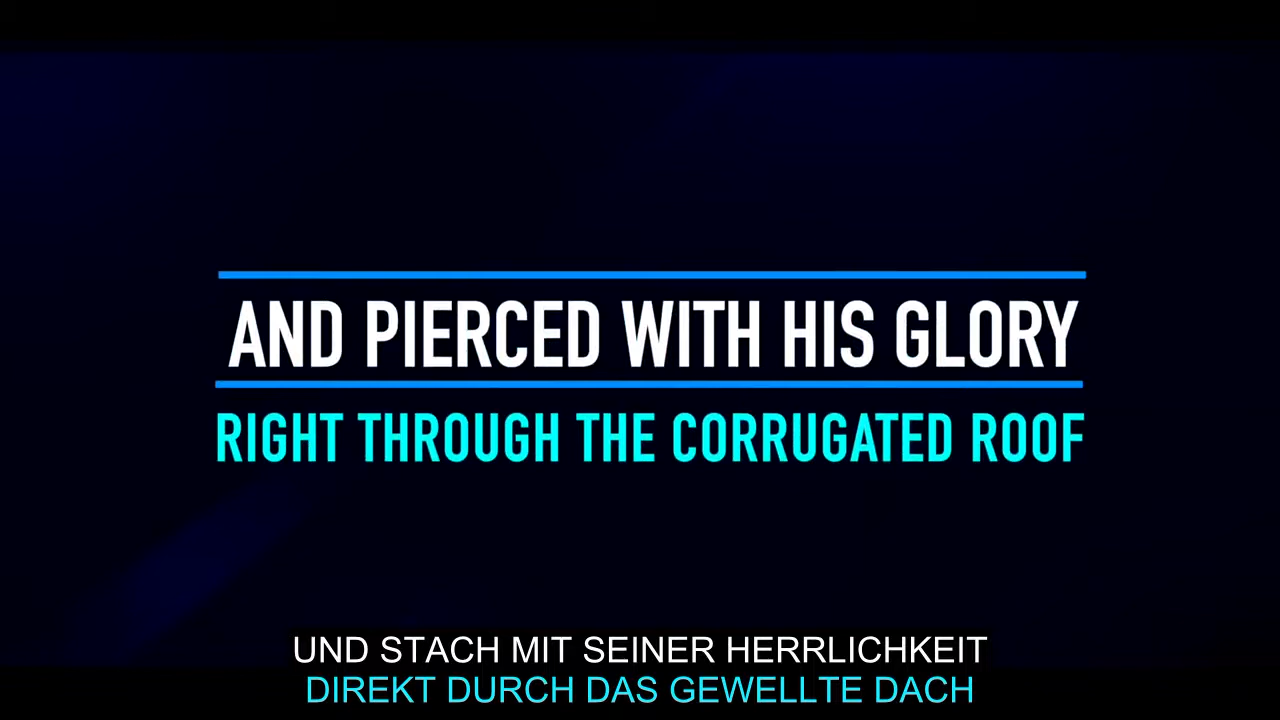 AND PIERCED WITH HIS GLORY
RIGHT THROUGH THE CORRUGATED ROOF
UND STACH MIT SEINER HERRLICHKEIT
DIREKT DURCH DAS GEWELLTE DACH